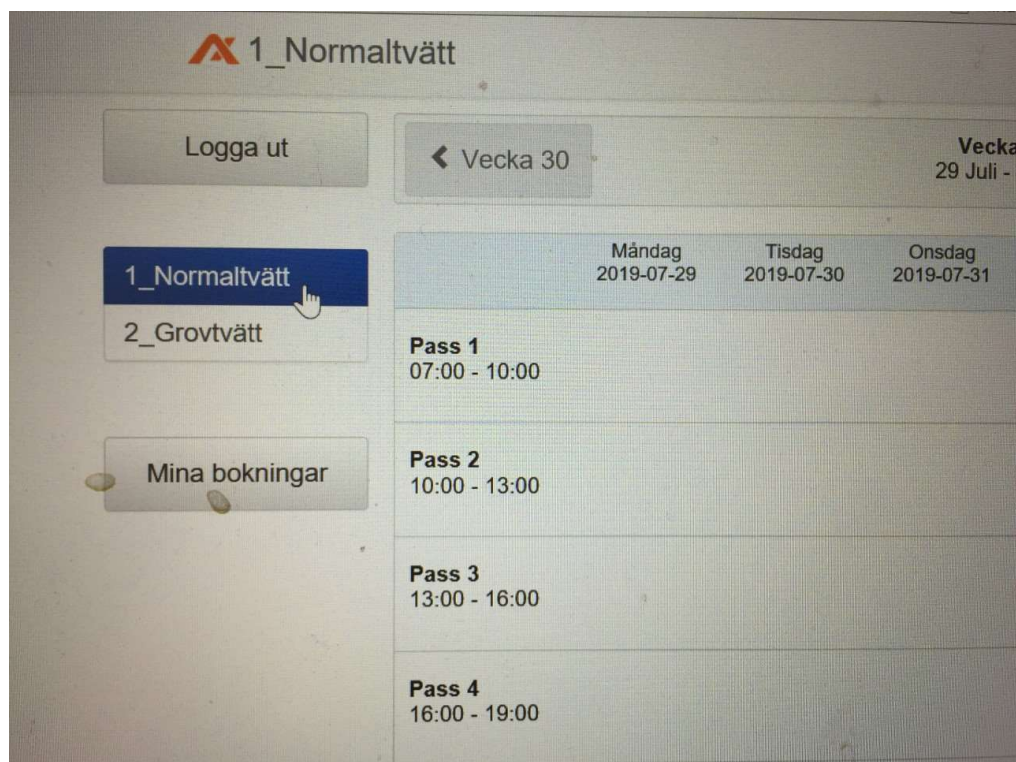 1_Normaltvätt
Logga ut
Vecka 30
Vecka
29 Juli -
1_Normaltvätt
2_Grovtvätt
Mina bokningar
Måndag Tisdag Onsdag
2019-07-29 2019-07-30 2019-07-31
Pass 1
07:00 - 10:00
Pass 2
10:00 - 13:00
Pass 3
13:00 - 16:00
Pass 4
16:00 - 19:00